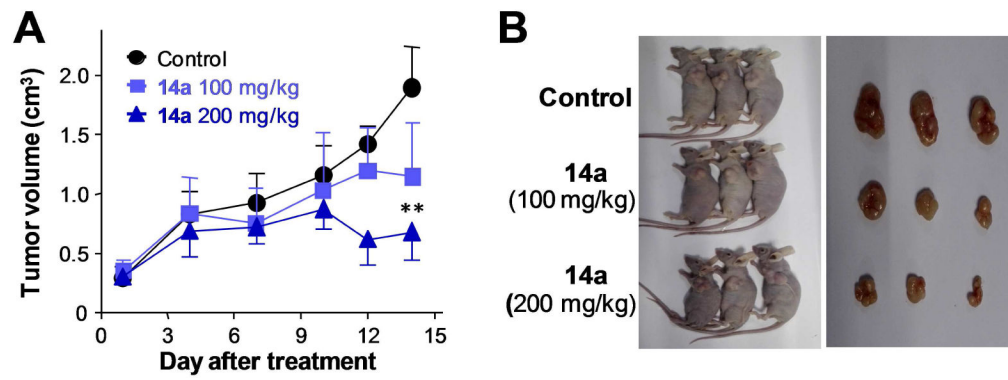 A
Tumor volume (cm³)
2.0
1.5
1.0
0.5
0
Control
14a 100 mg/kg
14a 200 mg/kg
**
0 3 6 9 12 15
Day after treatment
B
Control
14a
(100 mg/kg)
14a
(200 mg/kg)